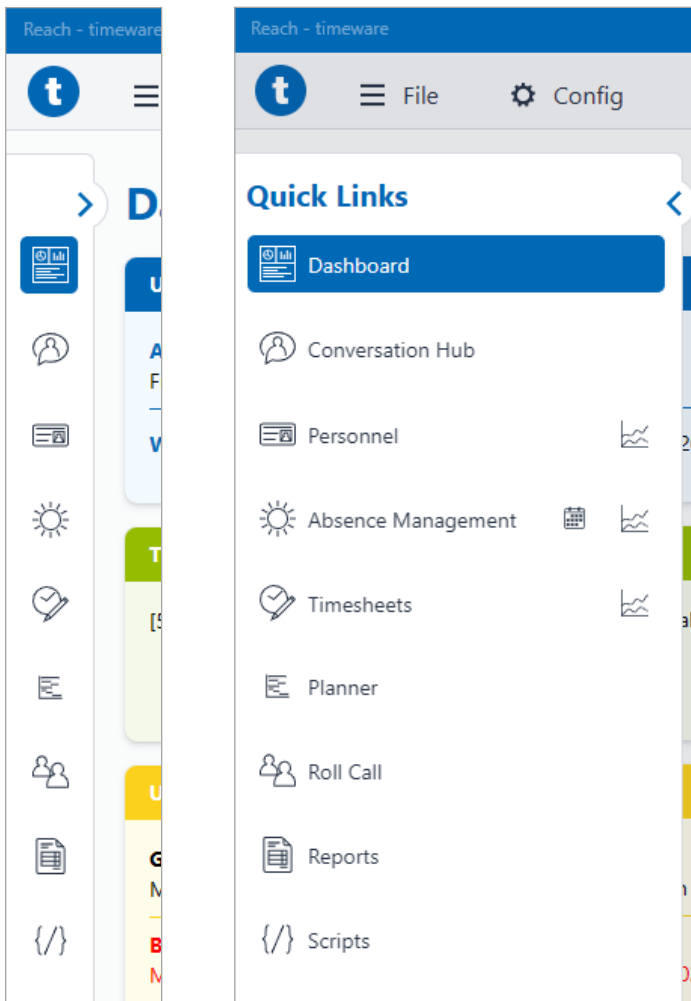 Reach - timeware
t
D
U
A
F
W
T
[5
U
G
M
{/}
B
M
Reach - timeware
t
File
Config
Quick Links
Dashboard
Conversation Hub
Personnel
Absence Management
Timesheets
Planner
Roll Call
Reports
{/} Scripts